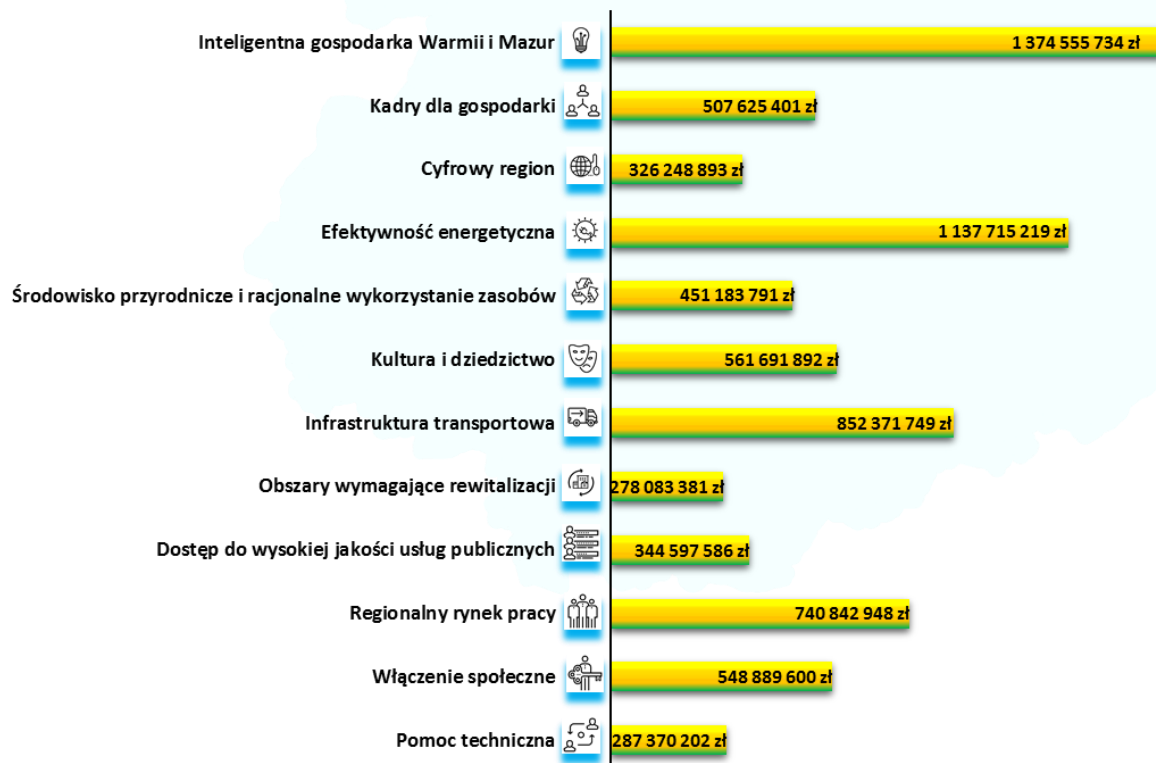 Inteligentna gospodarka Warmii i Mazur 1 374 555 734 zł
Kadry dla gospodarki 507 625 401 zł
Cyfrowy region 326 248 893 zł
Efektywność energetyczna 1 137 715 219 zł
Środowisko przyrodnicze i racjonalne wykorzystanie zasobów 451 183 791 zł
Kultura i dziedzictwo 561 691 892 zł
Infrastruktura transportowa 852 371 749 zł
Obszary wymagające rewitalizacji 278 083 381 zł
Dostęp do wysokiej jakości usług publicznych 344 597 586 zł
Regionalny rynek pracy 740 842 948 zł
Włączenie społeczne 548 889 600 zł
Pomoc techniczna 287 370 202 zł